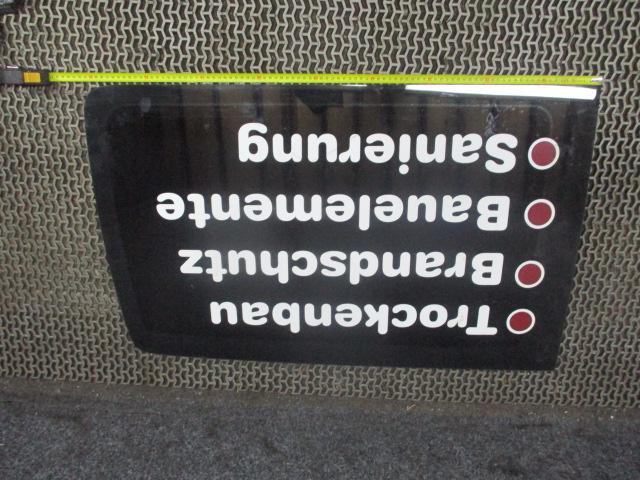 Trockenbau
Brandschutz
Bauelemente
Sanierung